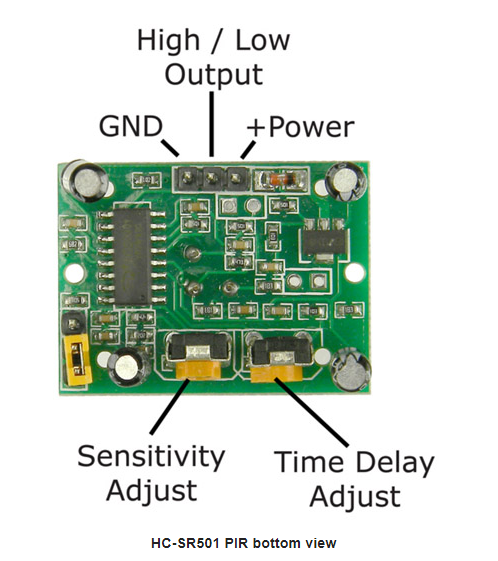 High / Low
Output
GND
+Power
Sensitivity
Adjust
Time Delay
Adjust
HC-SR501 PIR bottom view